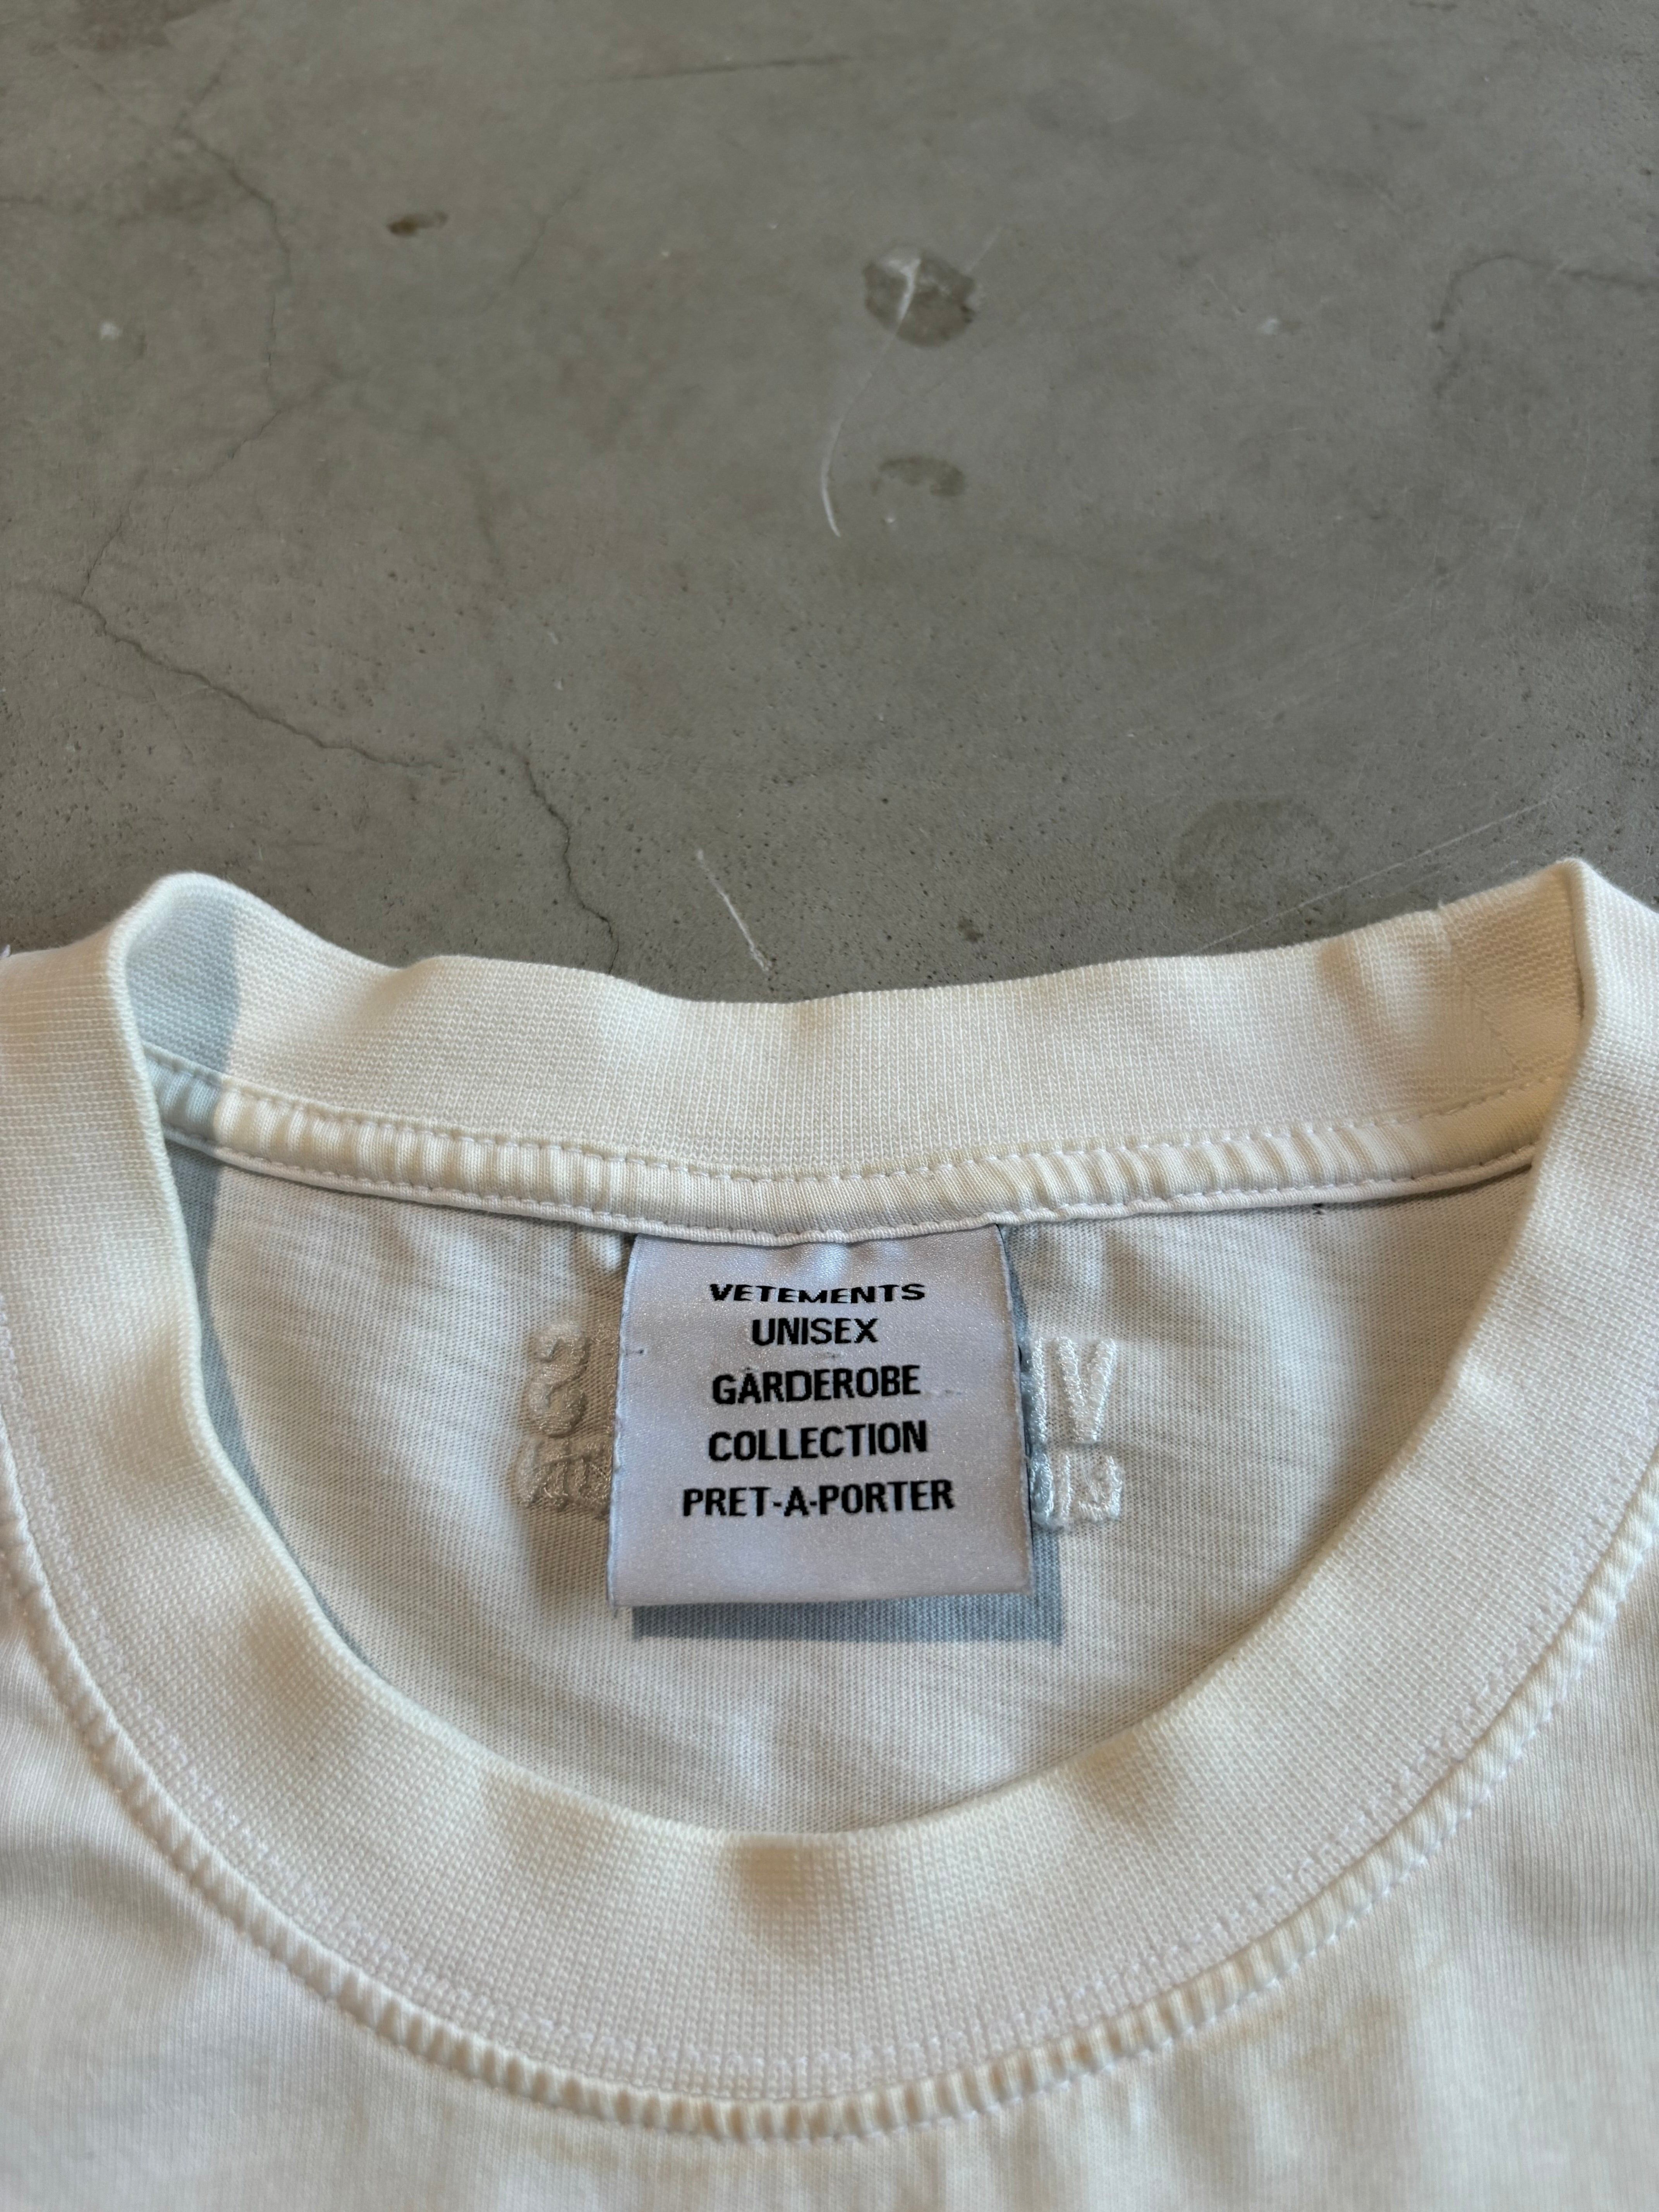 VETEMENTS
UNISEX
GARDEROBE
COLLECTION
PRET-A-PORTER